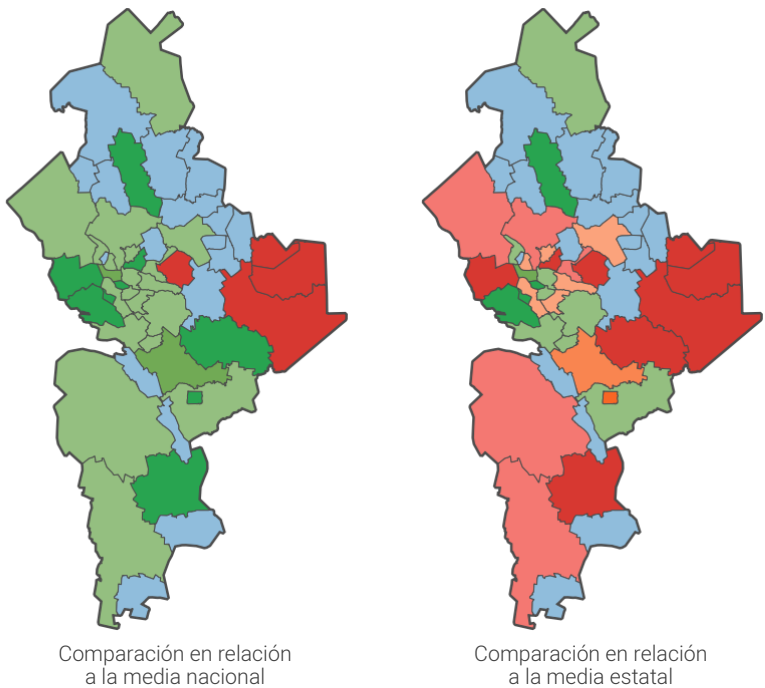 Comparación en relación
a la media nacional
Comparación en relación
a la media estatal